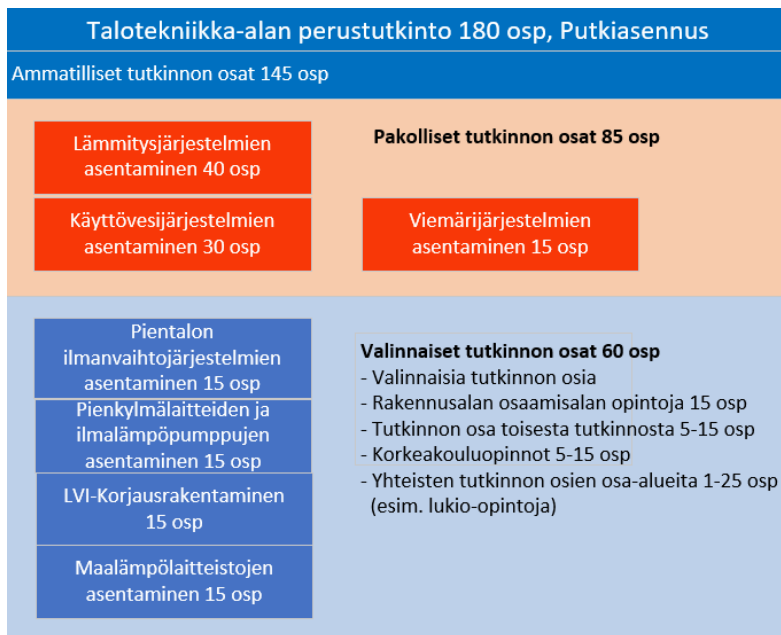 Talotekniikka-alan perustutkinto 180 osp, Putkiasennus
Ammatilliset tutkinnon osat 145 osp
Lämmitysjärjestelmien
asentaminen 40 osp
Pakolliset tutkinnon osat 85 osp
Käyttövesijärjestelmien
asentaminen 30 osp
Viemärijärjestelmien
asentaminen 15 osp
Pientalon
ilmanvaihtojärjestelmien
asentaminen 15 osp
Pienkylmälaitteiden ja
ilmalämpöpumppujen
asentaminen 15 osp
LVI-Korjausrakentaminen
15 osp
Maalämpölaitteistojen
asentaminen 15 osp
Valinnaiset tutkinnon osat 60 osp
- Valinnaisia tutkinnon osia
- Rakennusalan osaamisalan opintoja 15 osp
- Tutkinnon osa toisesta tutkinnosta 5-15 osp
- Korkeakouluopinnot 5-15 osp
- Yhteisten tutkinnon osien osa-alueita 1-25 osp
(esim. lukio-opintoja)